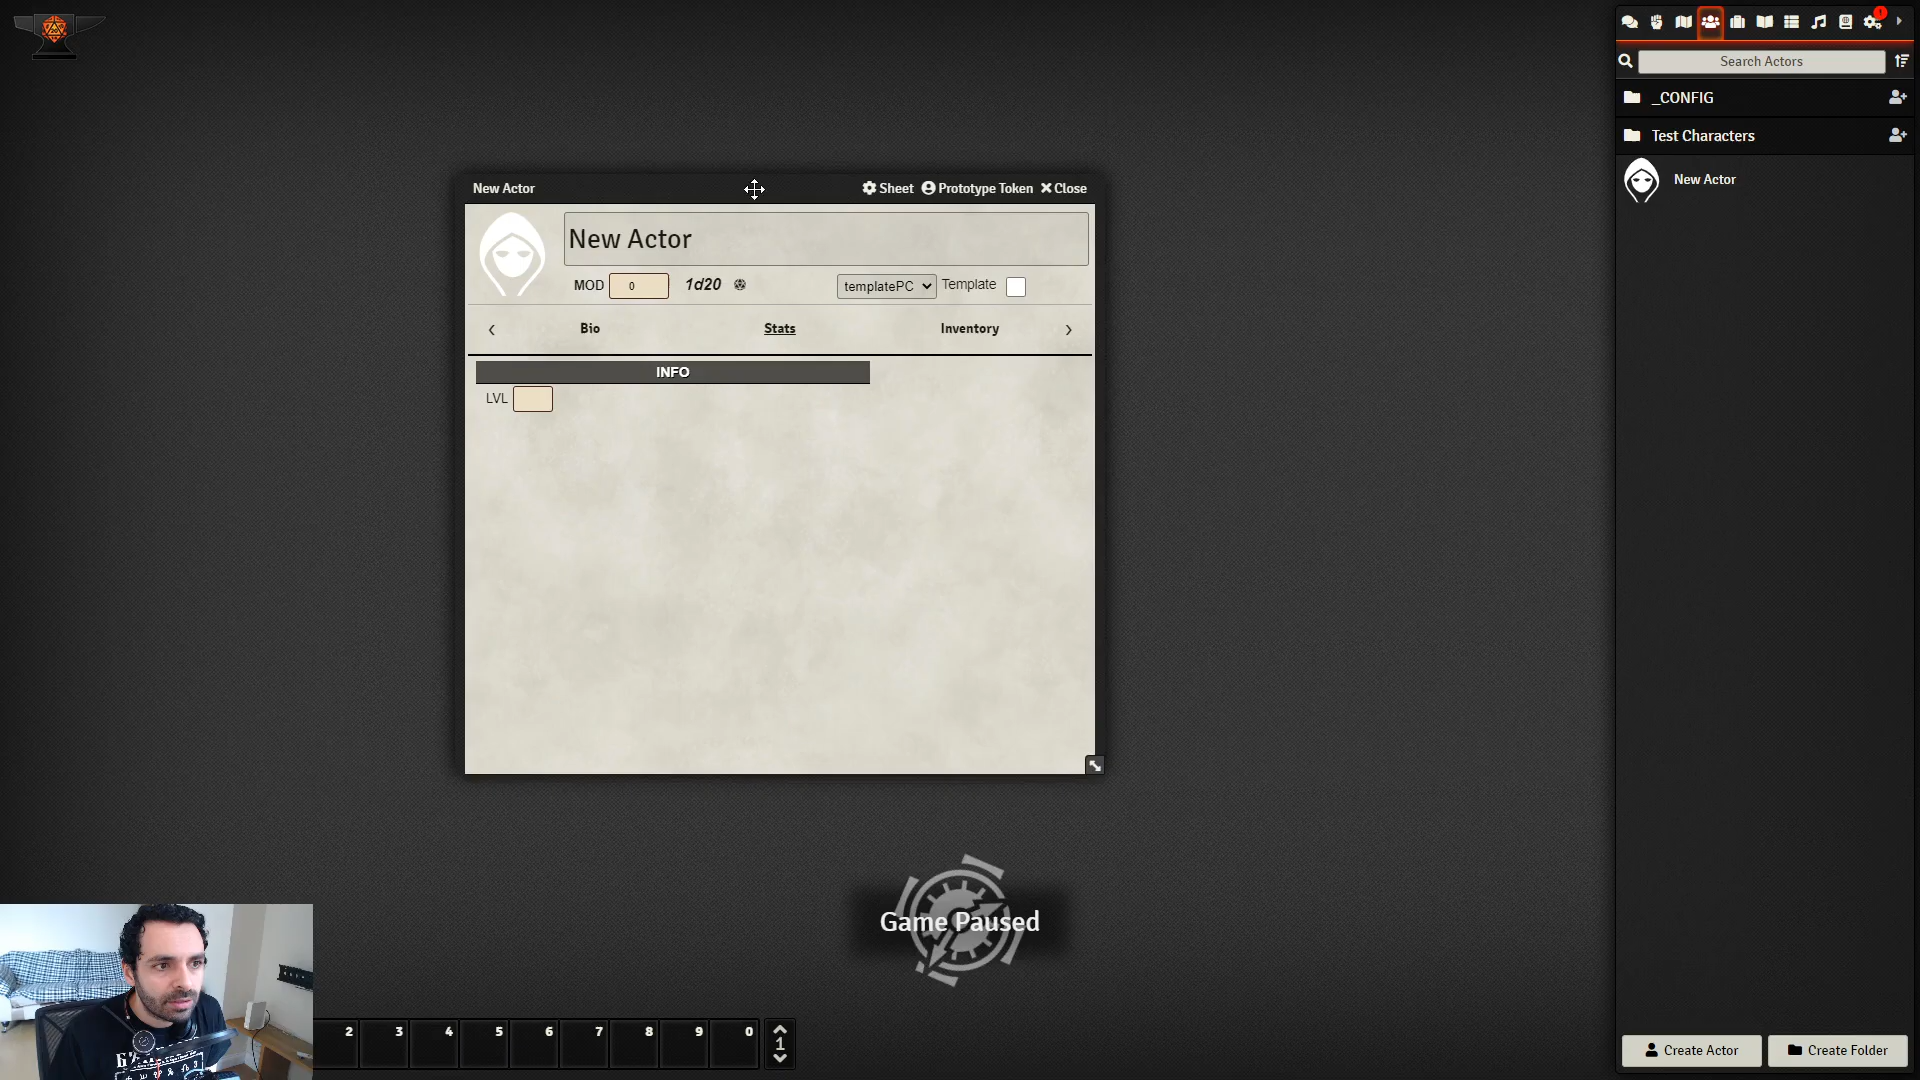 Search Actors
_CONFIG
Test Characters
New Actor
New Actor
Sheet
Prototype Token
Close
New Actor
MOD
0
1d20
templatePC
Template
Bio
Stats
Inventory
INFO
LVL
Game Paused
2
3
4
5
6
7
8
9
0
1
Create Actor
Create Folder